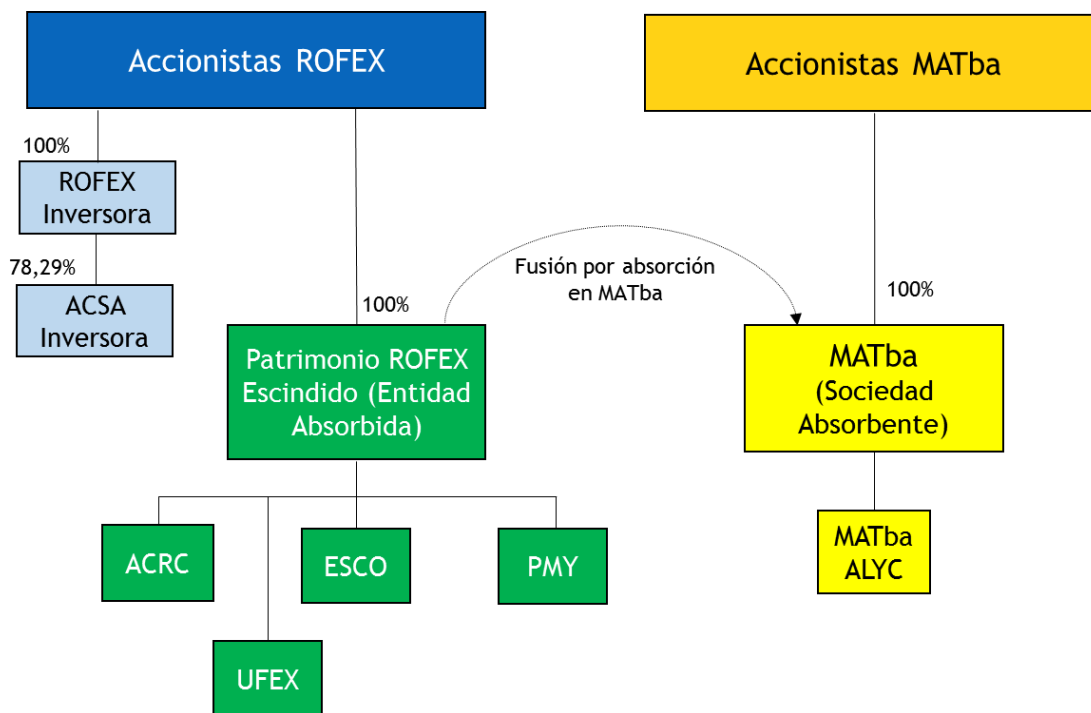 Accionistas ROFEX
Accionistas MATba
100%
ROFEX
Inversora
78,29%
ACSA
Inversora
Fusión por absorción
en MATba
100%
100%
Patrimonio ROFEX
Escindido (Entidad
Absorbida)
MATba
(Sociedad
Absorbente)
ACRC
ESCO
PMY
MATba
ALYC
UFEX